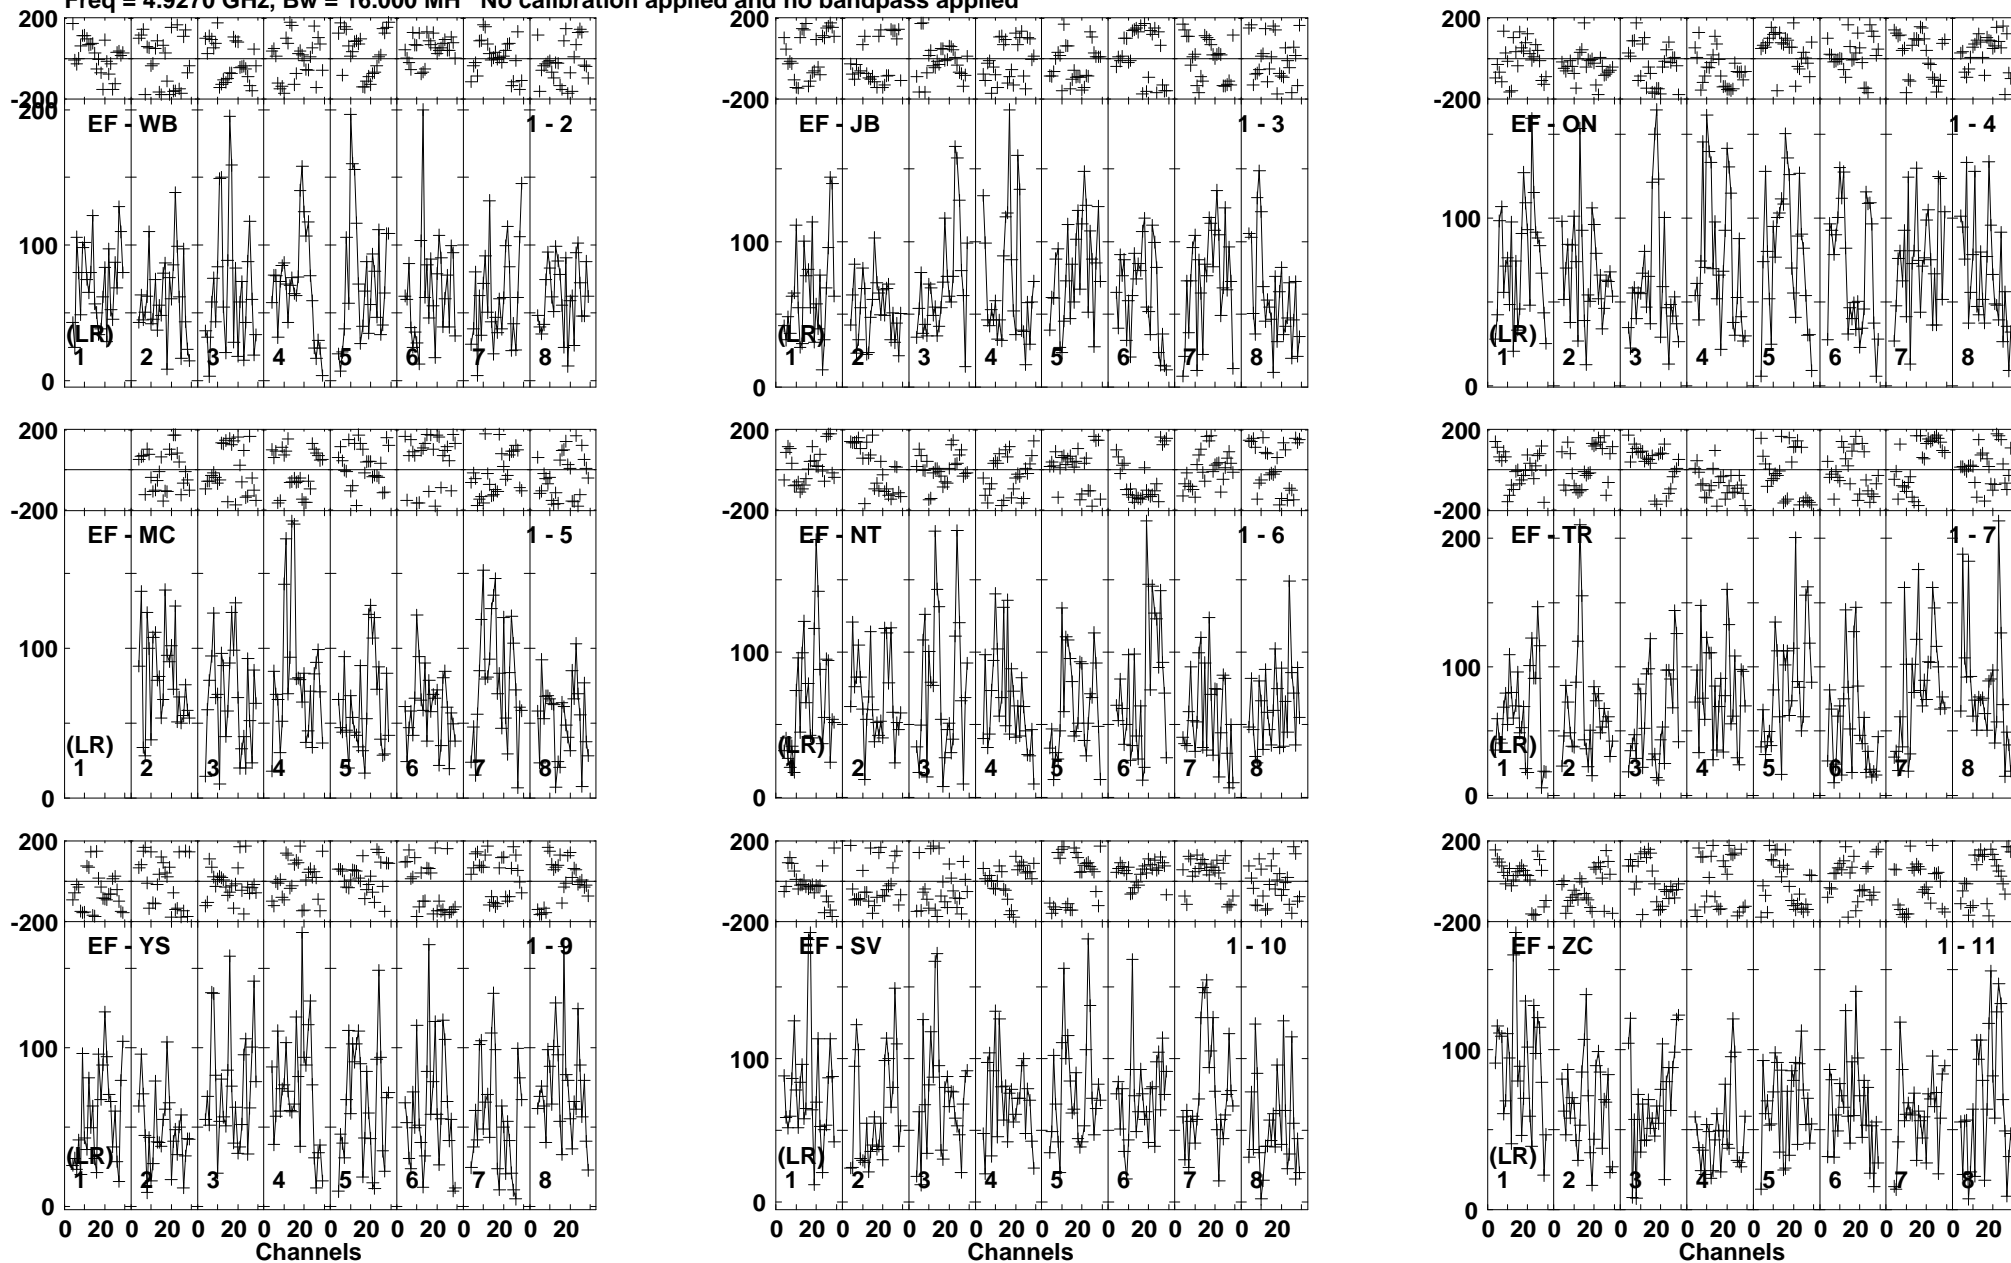 Freq = 4.9270 GHz, Bw = 16.000 MH No calibration applied and no bandpass applied
200
-200
200
100
0
EF - WB
1 - 2
(LR)
1 2 3 4 5 6 7 8
200
-200
100
0
EF - JB
1 - 3
(LR)
1 2 3 4 5 6 7 8
200
-200
100
0
EF - ON
1 - 4
(LR)
1 2 3 4 5 6 7 8
200
-200
100
0
EF - MC
1 - 5
(LR)
1 2 3 4 5 6 7 8
200
-200
100
0
EF - NT
1 - 6
(LR)
1 2 3 4 5 6 7 8
200
-200
200
100
0
EF - TR
1 - 7
(LR)
1 2 3 4 5 6 7 8
200
-200
100
0
EF - YS
1 - 9
(LR)
1 2 3 4 5 6 7 8
0 20 0 20 0 20 0 20 0 20 0 20 0 20 0 20
Channels
200
-200
100
0
EF - SV
1 - 10
(LR)
1 2 3 4 5 6 7 8
0 20 0 20 0 20 0 20 0 20 0 20 0 20 0 20
Channels
200
-200
100
0
EF - ZC
1 - 11
(LR)
1 2 3 4 5 6 7 8
0 20 0 20 0 20 0 20 0 20 0 20 0 20 0 20
Channels